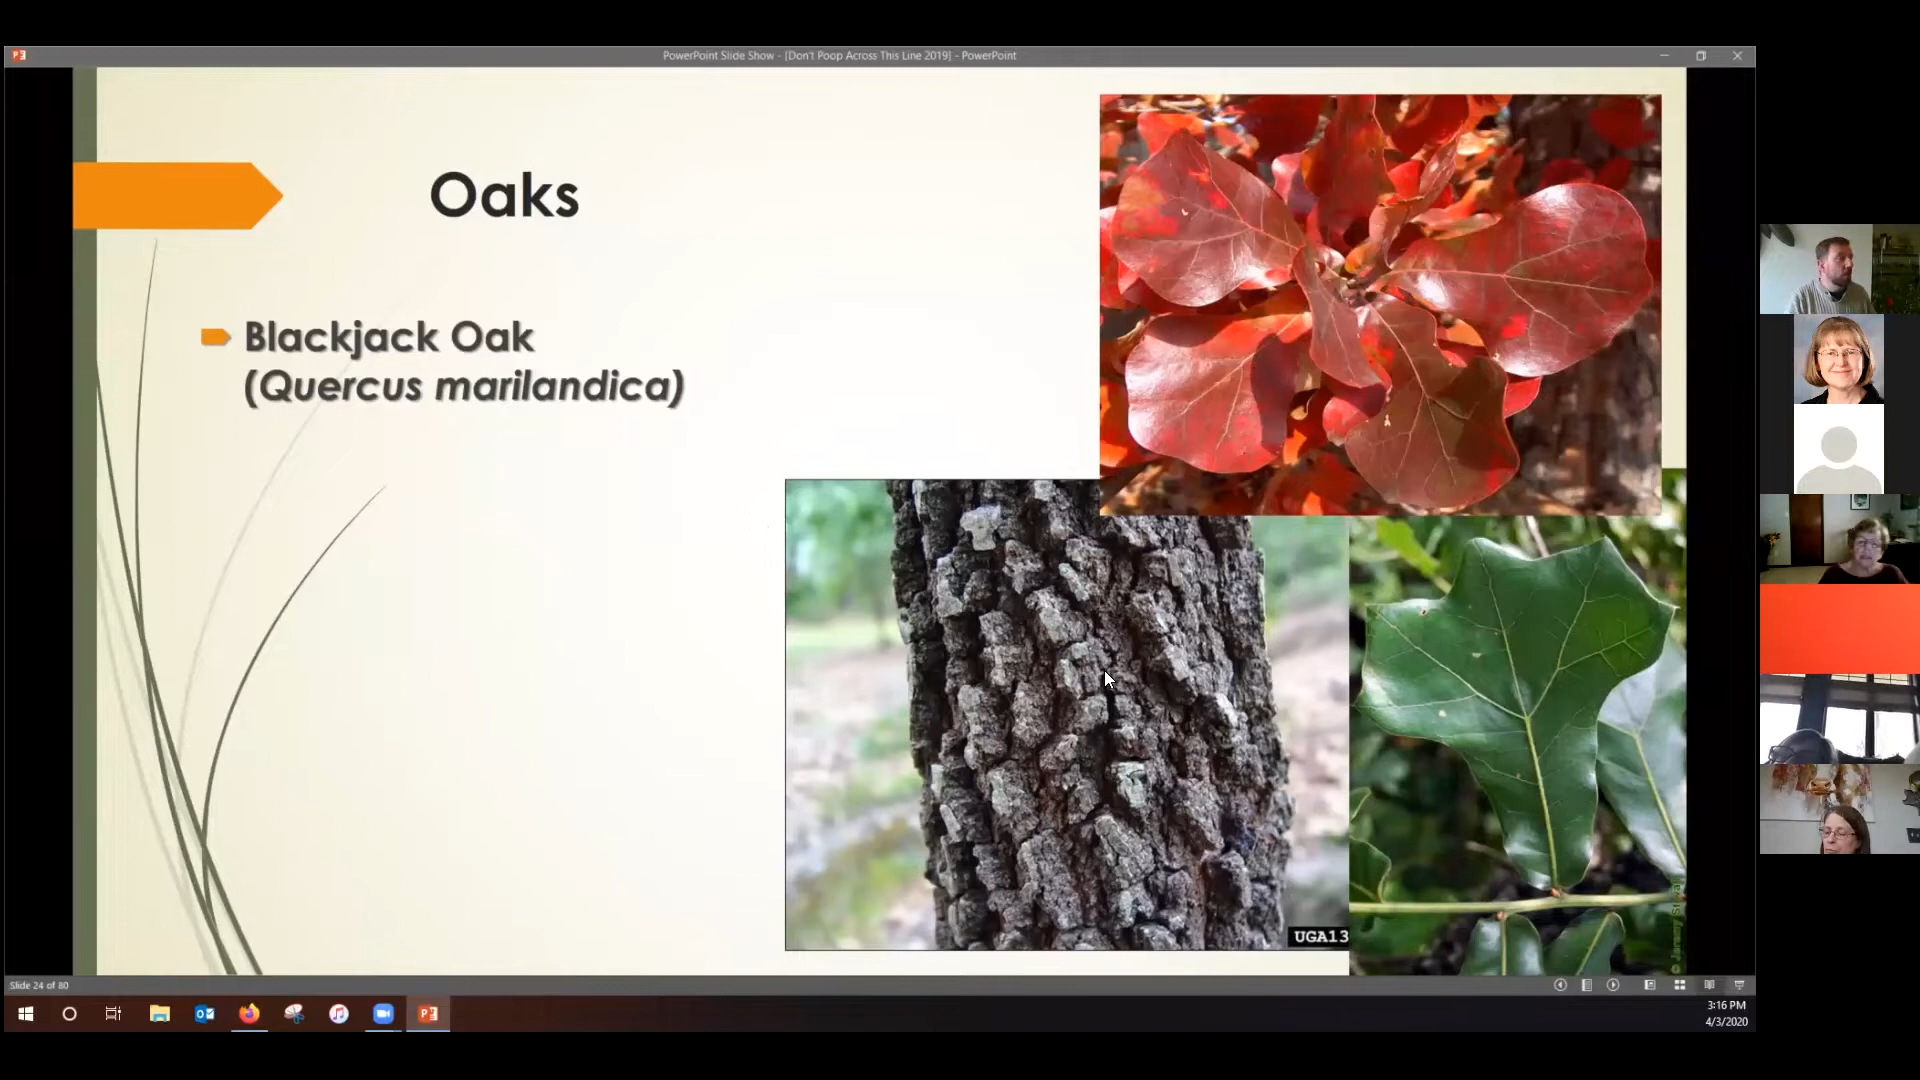 PowerPoint Slide Show - [Don't Poop Across This Line 2019] - PowerPoint
Oaks
Blackjack Oak
(Quercus marilandica)
UGA13
Slide 24 of 80
3:16 PM
4/3/2020